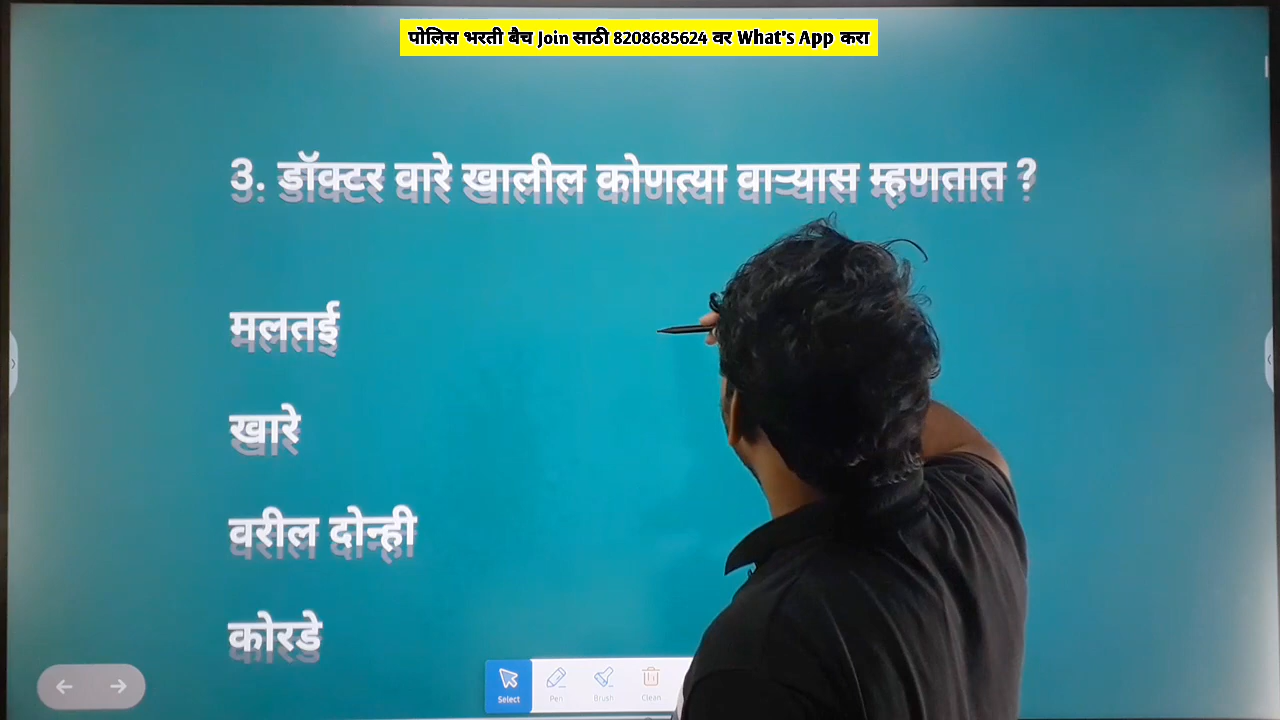 पोलिस भरती बैच Join साठी 8208685624 वर What's App करा
3. डॉक्टर वारे खालील कोणत्या वाऱ्यास म्हणतात ?
मलतई
खारे
वरील दोन्ही
कोरडे
Select
Pen
Brush
Clean